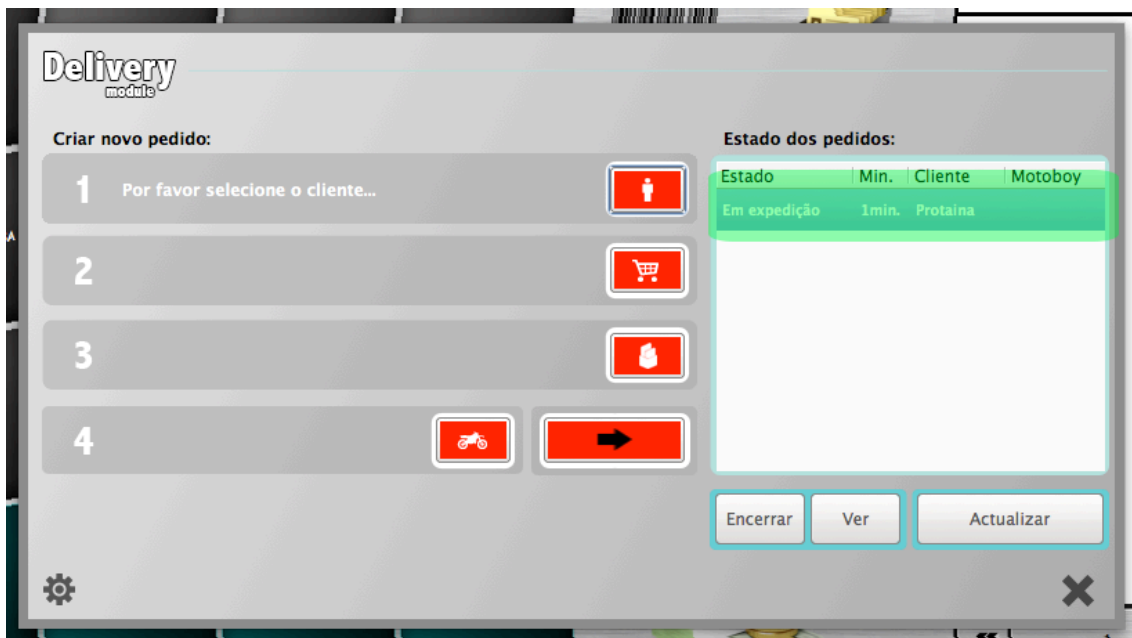 Delivery
module
Criar novo pedido:
1 Por favor selecione o cliente...
2
3
4
Estado dos pedidos:
Estado Min. Cliente Motoboy
Em expedição 1min. Protaina
Encerrar Ver Actualizar